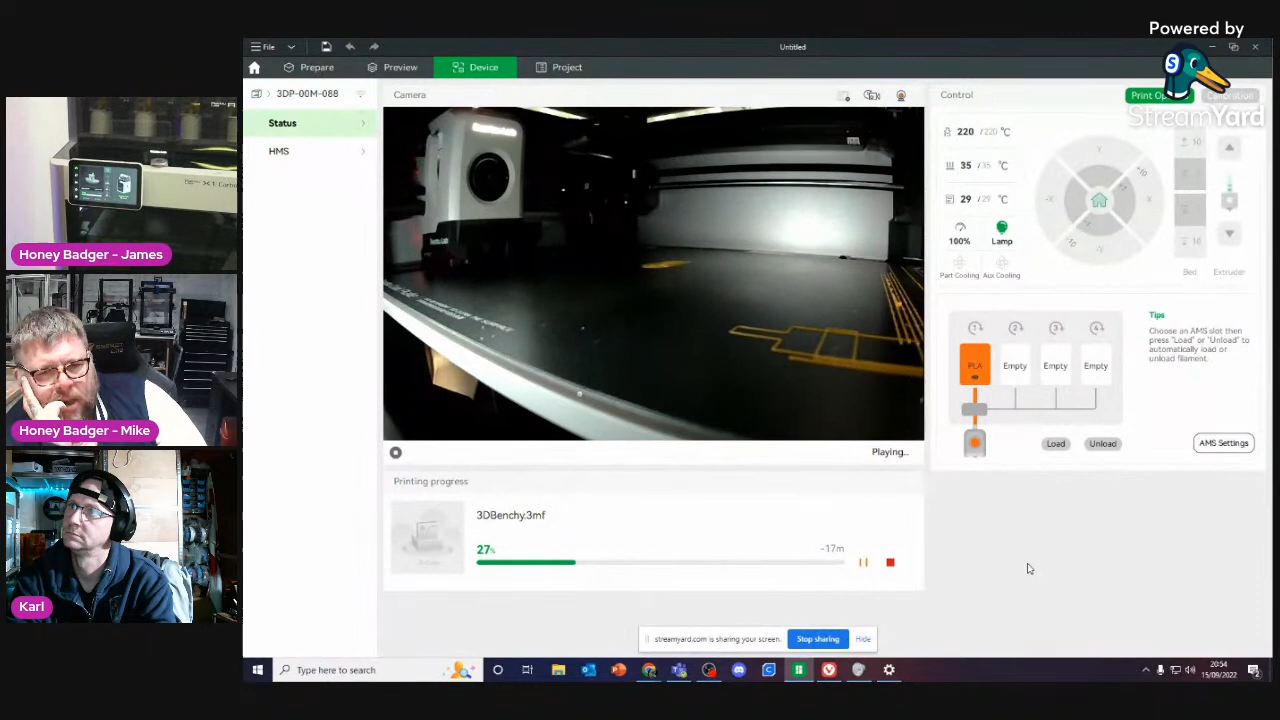 Powered by
StreamYard
File
Untitled
Prepare
Preview
Device
Project
3DP-00M-088
Status
HMS
Camera
Playing...
Printing progress
3DBenchy.3mf
27%
-17m
Control
220 /220 °C
35 /35 °C
29 /29 °C
100%
Lamp
Part Cooling
Aux Cooling
Bed
Extruder
PLA
Empty
Empty
Empty
Load
Unload
Tips
Choose an AMS slot then
press "Load" or "Unload" to
automatically load or
unload filament.
AMS Settings
Honey Badger - James
Honey Badger - Mike
Karl
streamyard.com is sharing your screen.
Stop sharing
Hide
Type here to search
20:54
15/09/2022